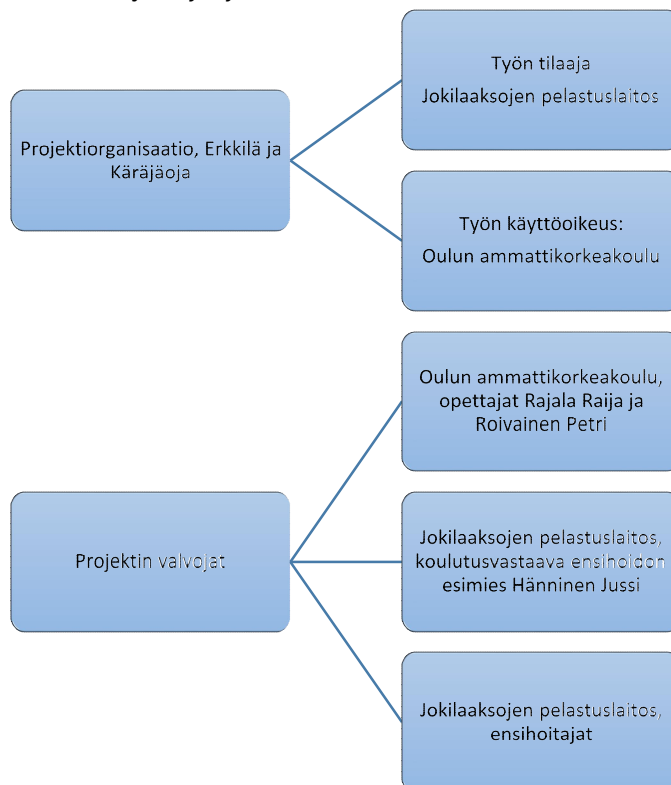 Työn tilaaja
Jokilaaksojen pelastuslaitos
Projektiorganisaatio, Erkkilä ja
Käräjäoja
Työn käyttöoikeus:
Oulun ammattikorkeakoulu
Oulun ammattikorkeakoulu,
opettajat Rajala Raija ja
Roivainen Petri
Projektin valvojat
Jokilaaksojen pelastuslaitos,
koulutusvastaava ensihoidon
esimies Hänninen Jussi
Jokilaaksojen pelastuslaitos,
ensihoitajat